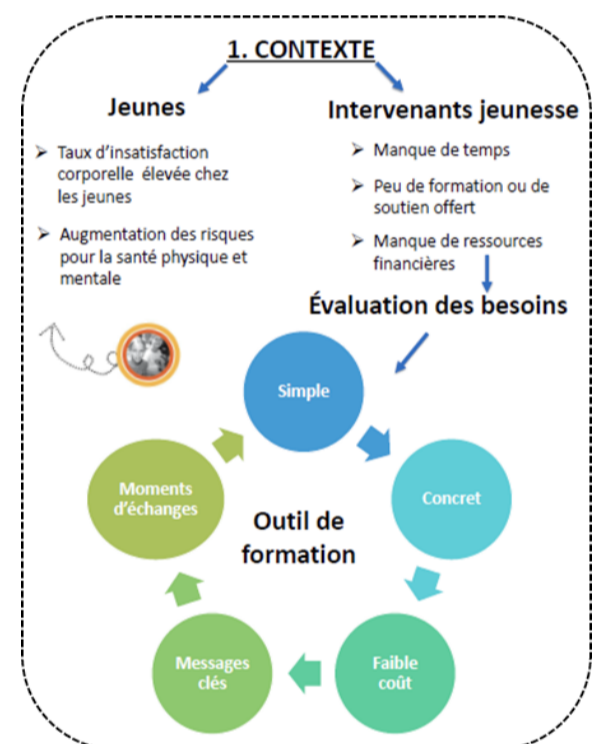 1. CONTEXTE
Jeunes
➢ Taux d'insatisfaction
corporelle élevée chez
les jeunes
➢ Augmentation des risques
pour la santé physique et
mentale
Intervenants jeunesse
➢ Manque de temps
➢ Peu de formation ou de
soutien offert
➢ Manque de ressources
financières
Évaluation des besoins
Simple
Concret
Faible
coût
Messages
clés
Moments
d'échanges
Outil de
formation